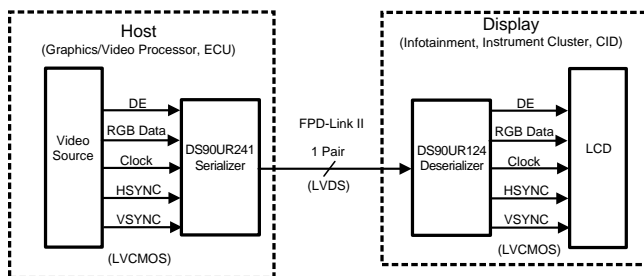 Host
(Graphics/Video Processor, ECU)
Video
Source
DE
RGB Data
Clock
HSYNC
VSYNC
DS90UR241
Serializer
(LVCMOS)
FPD-Link II
1 Pair
(LVDS)
Display
(Infotainment, Instrument Cluster, CID)
DS90UR124
Deserializer
DE
RGB Data
Clock
HSYNC
VSYNC
LCD
(LVCMOS)